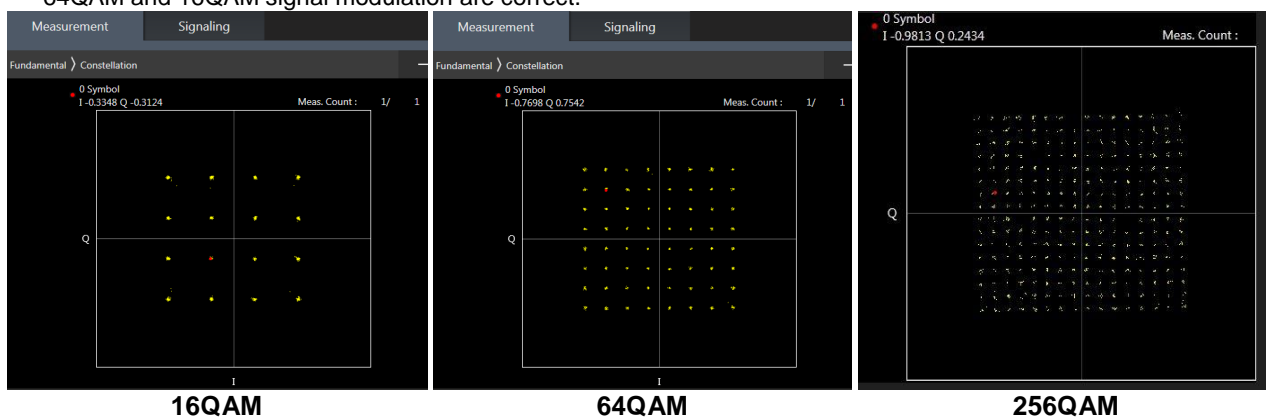 64QAM and 16QAM signal modulation are correct.
Measurement Signaling
Fundamental ⟩ Constellation
0 Symbol
I -0.3348 Q -0.3124 Meas. Count : 1/ 1
Q
I
16QAM
Measurement Signaling
Fundamental ⟩ Constellation
0 Symbol
I -0.7698 Q 0.7542 Meas. Count : 1/ 1
Q
I
64QAM
0 Symbol
I -0.9813 Q 0.2434 Meas. Count :
Q
256QAM